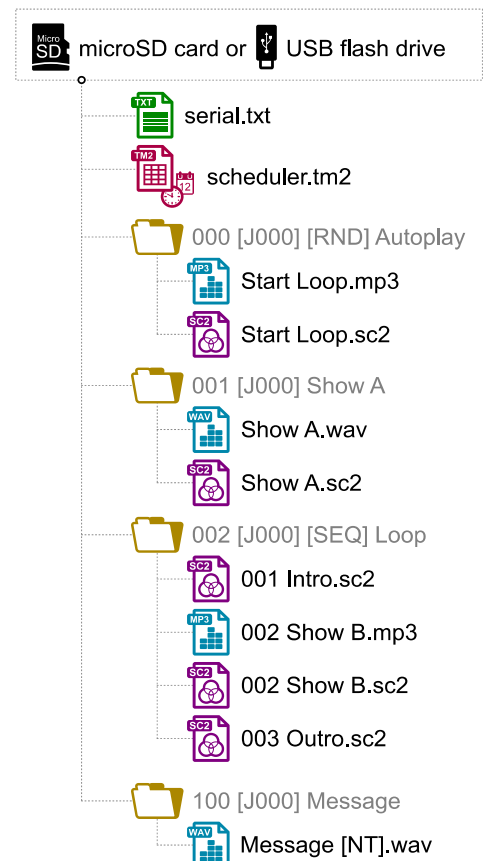 Micro
SD
microSD card or USB flash drive
TXT
serial.txt
TM2
12
scheduler.tm2
000 [J000] [RND] Autoplay
MP3
Start Loop.mp3
SC2
Start Loop.sc2
001 [J000] Show A
WAV
Show A.wav
SC2
Show A.sc2
002 [J000] [SEQ] Loop
SC2
001 Intro.sc2
MP3
002 Show B.mp3
SC2
002 Show B.sc2
SC2
003 Outro.sc2
100 [J000] Message
WAV
Message [NT].wav